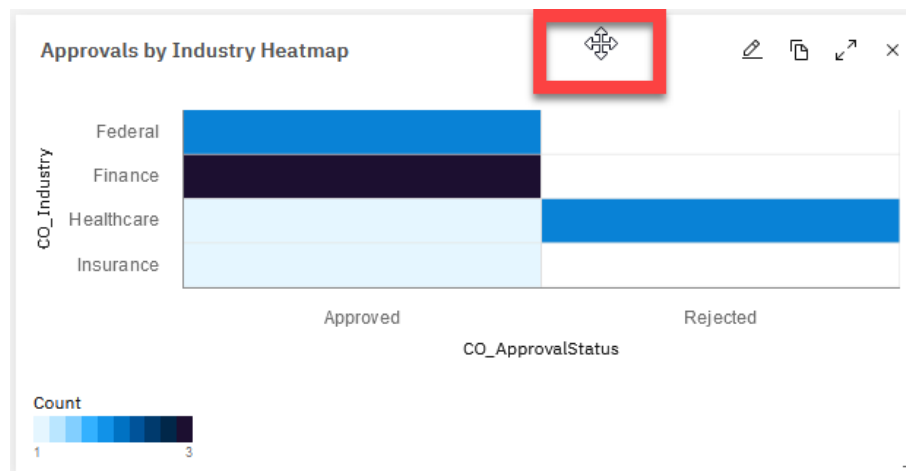 Approvals by Industry Heatmap
CO_Industry
Federal
Finance
Healthcare
Insurance
Approved Rejected
CO_ApprovalStatus
Count
1 3